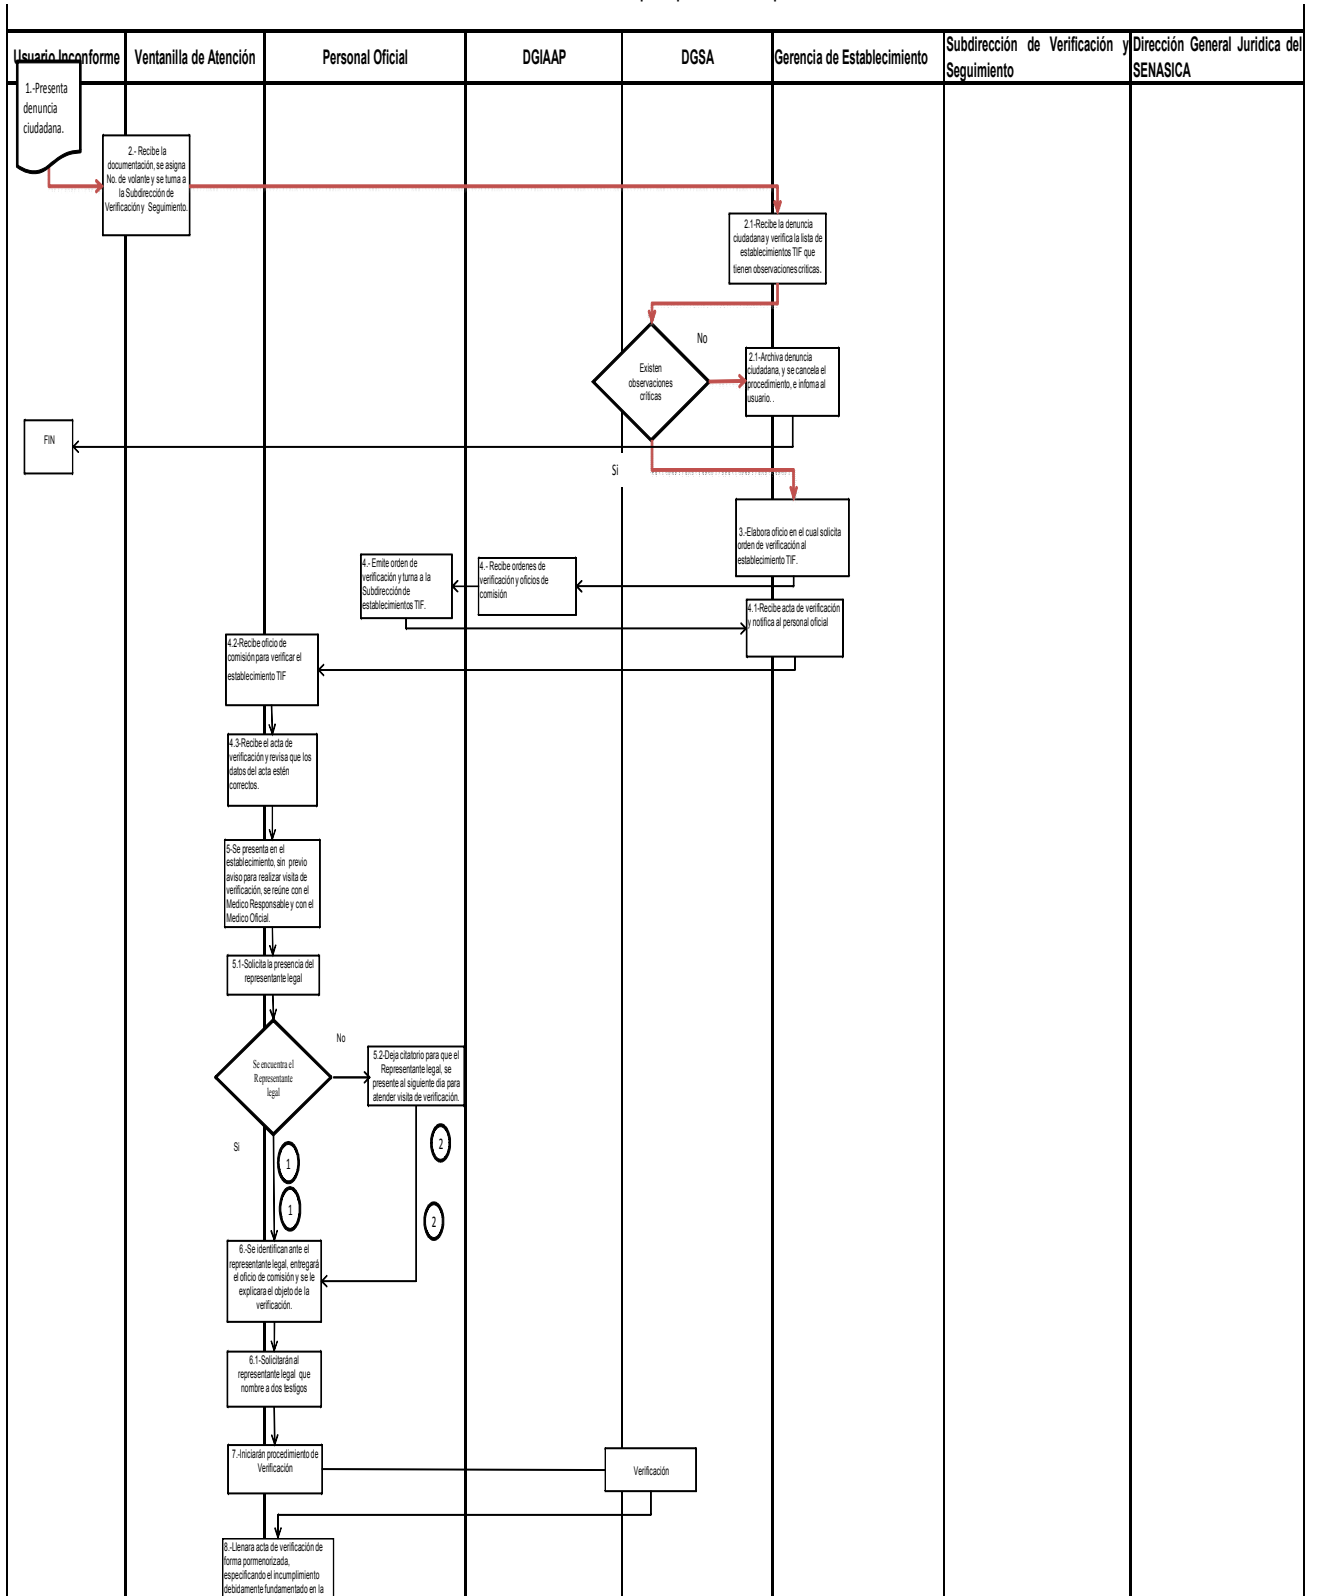 Usuario Inconforme
Ventanilla de Atención
Personal Oficial
DGIAAP
DGSA
Gerencia de Establecimiento
Subdirección de Verificación y
Seguimiento
Dirección General Juridica del
SENASICA
1.-Presenta
denuncia
ciudadana.
2.- Recibe la
documentación, se asigna
No. de volante y se turna a
la Subdirección de
Verificación y Seguimiento.
2.1-Recibe la denuncia
ciudadana y verifica la lista de
establecimientos TIF que
tienen observaciones criticas.
Existen
observaciones
críticas
No
2.1-Archiva denuncia
ciudadana, y se cancela el
procedimiento, e infoma al
usuario. .
FIN
Si
3.-Elabora oficio en el cual solicita
orden de verificación al
establecimiento TIF.
4.- Emite orden de
verificación y turna a la
Subdirección de
establecimientos TIF.
4.- Recibe ordenes de
verificación y oficios de
comisión
4.1-Recibe acta de verificación
y notifica al personal oficial
4.2-Recibe oficio de
comisión para verificar el
establecimiento TIF
4.3-Recibe el acta de
verificación y revisa que los
datos del acta estén
correctos.
5-Se presenta en el
establecimiento, sin previo
aviso para realizar visita de
verificación, se reúne con el
Medico Responsable y con el
Medico Oficial.
5.1-Solicita la presencia del
representante legal
Se encuentra el
Representante
legal
No
5.2-Deja citatorio para que el
Representante legal, se
presente al siguiente dia para
atender visita de verificación.
Si
1
2
1
2
6.-Se identifican ante el
representante legal, entregará
el oficio de comisión y se le
explicara el objeto de la
verificación.
6.1-Solicitarán al
representante legal que
nombre a dos testigos
7.-Iniciarán procedimiento de
Verificación
Verificación
8.-Llenara acta de verificación de
forma pormenorizada,
especificando el incumplimiento
debidamente fundamentado en la